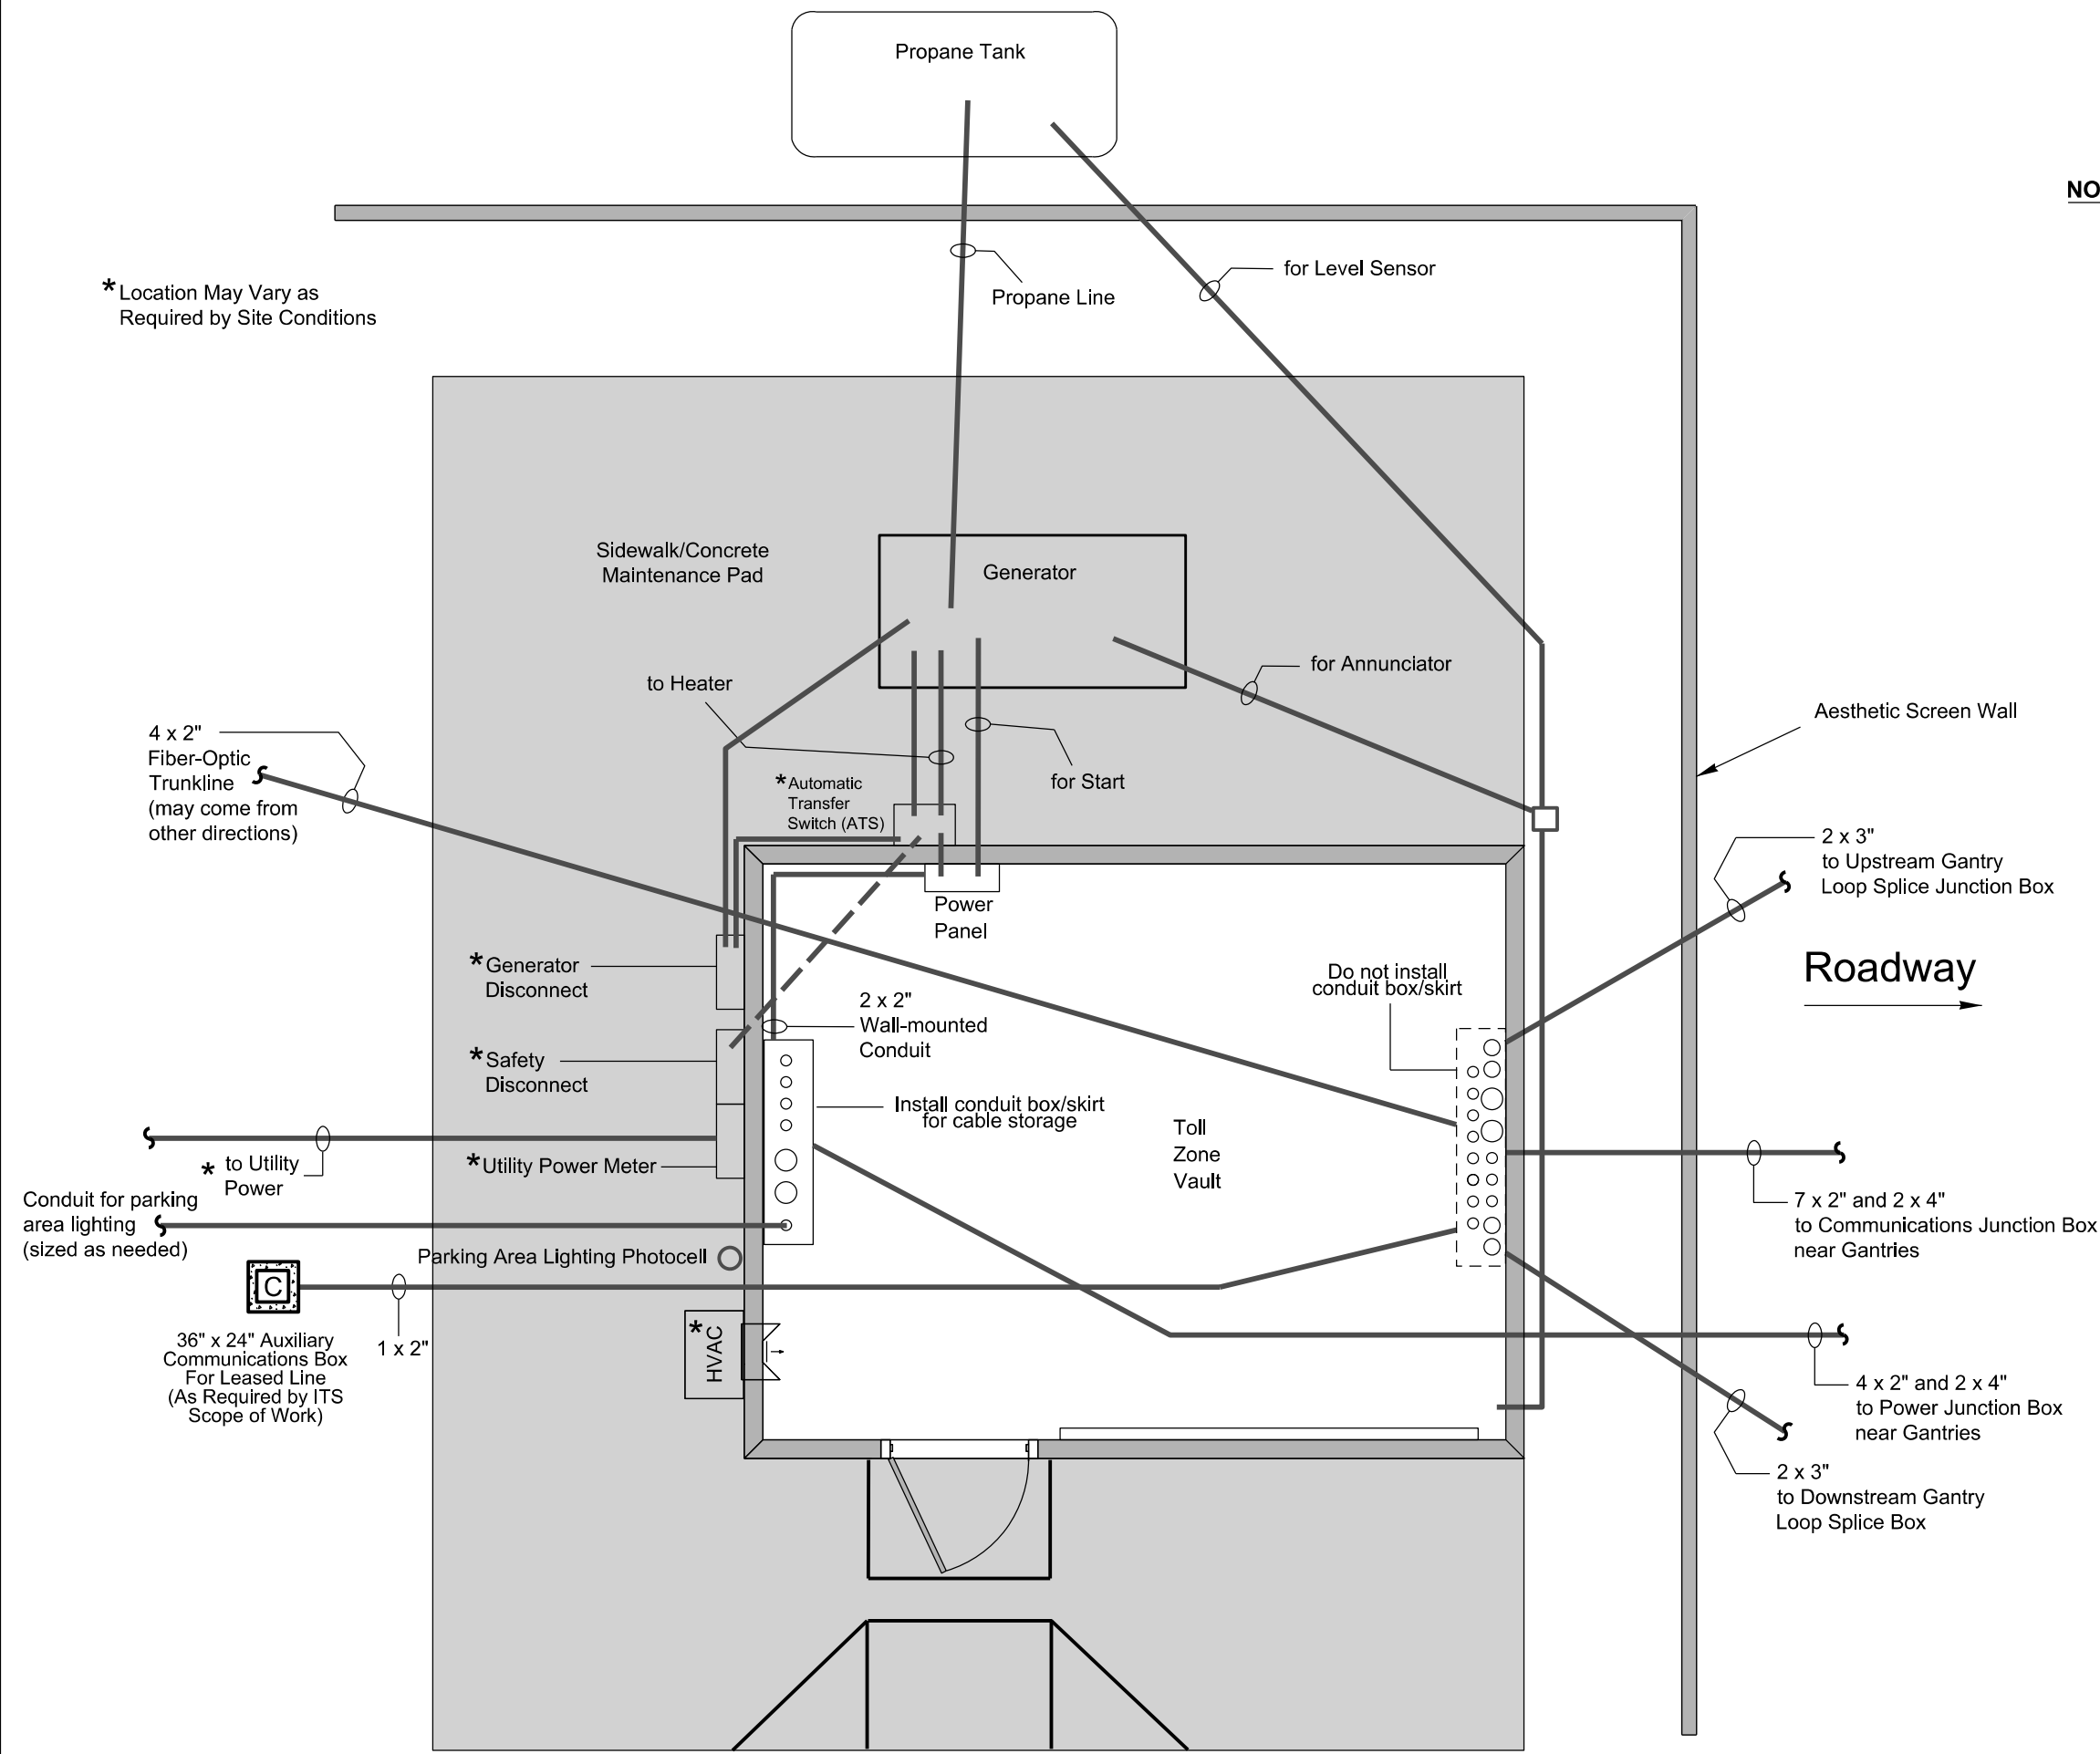 Propane Tank
NO
* Location May Vary as
Required by Site Conditions
for Level Sensor
Propane Line
Sidewalk/Concrete
Maintenance Pad
Generator
to Heater
for Annunciator
for Start
Aesthetic Screen Wall
4 x 2"
Fiber-Optic
Trunkline
(may come from
other directions)
* Automatic
Transfer
Switch (ATS)
2 x 3"
to Upstream Gantry
Loop Splice Junction Box
Power
Panel
Roadway
* Generator
Disconnect
Do not install
conduit box/skirt
2 x 2"
Wall-mounted
Conduit
* Safety
Disconnect
Install conduit box/skirt
for cable storage
Toll
Zone
Vault
* to Utility
Power
* Utility Power Meter
Conduit for parking
area lighting
(sized as needed)
7 x 2" and 2 x 4"
to Communications Junction Box
near Gantries
Parking Area Lighting Photocell
C
36" x 24" Auxiliary
Communications Box
For Leased Line
(As Required by ITS
Scope of Work)
1 x 2"
* HVAC
4 x 2" and 2 x 4"
to Power Junction Box
near Gantries
2 x 3"
to Downstream Gantry
Loop Splice Box